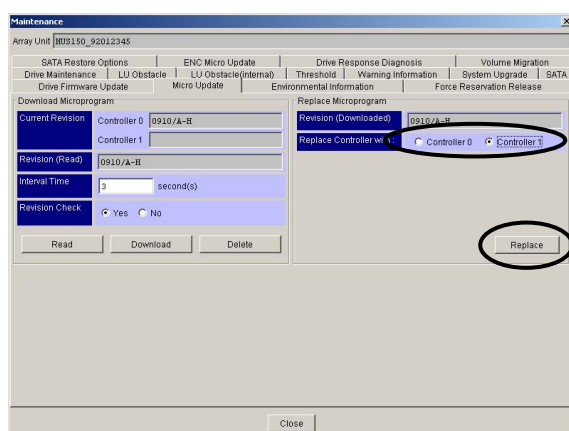 Maintenance
Array Unit HUS150_92012345
SATA Restore Options ENC Micro Update Drive Response Diagnosis Volume Migration
Drive Maintenance LU Obstacle LU Obstacle(internal) Threshold Warning Information System Upgrade SATA
Drive Firmware Update Micro Update Environmental Information Force Reservation Release
Download Microprogram
Current Revision Controller 0 0910/A-H
Controller 1
Revision (Read) 0910/A-H
Interval Time 3 second(s)
Revision Check Yes No
Read Download Delete
Replace Microprogram
Revision (Downloaded) 0910/A-H
Replace Controller with : Controller 0 Controller 1
Replace
Close